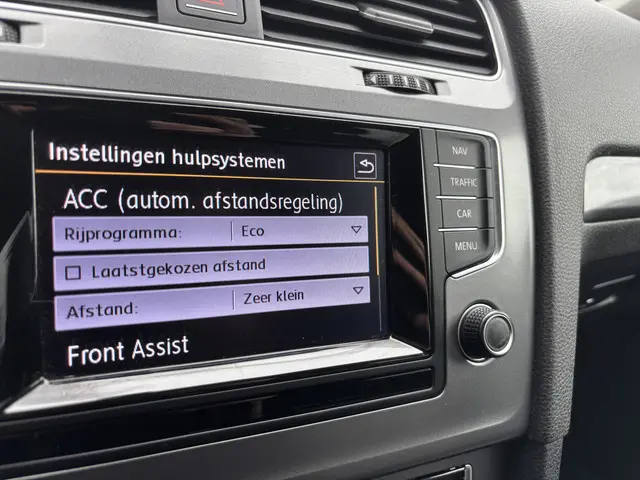 Instellingen hulpsystemen
ACC (autom. afstandsregeling)
Rijprogramma: Eco
Laatstgekozen afstand
Afstand: Zeer klein
Front Assist
NAV
TRAFFIC
CAR
MENU